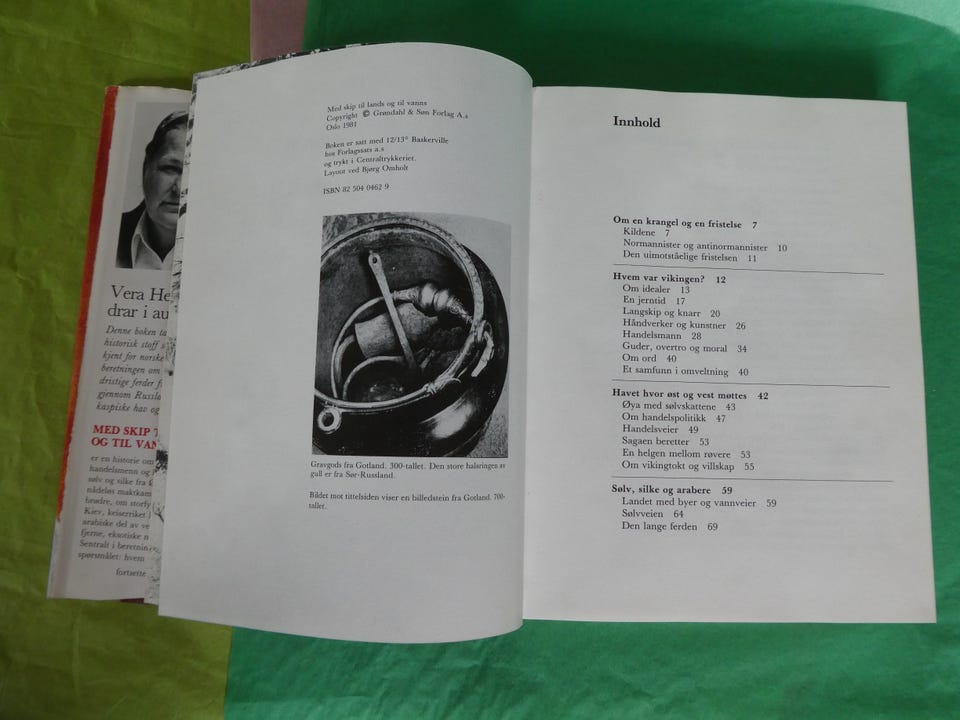 Vera He
drar i au
Denne boken ta
historisk stoff s
kjent for norske
beretningen om
dristige ferder f
gjennom Russla
kaspiske hav og
MED SKIP T
OG TIL VAN
er en historie om
handelsmenn og
sølv og silke fra
nådeløs maktkam
brødre, om storfy
Kiev, keiserriket
arabiske del av ve
fjerne, eksotiske n
Sentralt i beretnin
spørsmålet: hvem
fortsette
Med skip til lands og til vanns
Copyright © Grøndahl & Søn Forlag A.s
Oslo 1981
Boken er satt med 12/13° Baskerville
hos Forlagssats a.s
og trykt i Centraltrykkeriet.
Layout ved Bjørg Omholt
ISBN 82 504 0462 9
Gravgods fra Gotland. 300-tallet. Den store halsringen av
gull er fra Sør-Russland.
Bildet mot tittelsiden viser en billedstein fra Gotland. 700-
tallet.
Innhold
Om en krangel og en fristelse 7
Kildene 7
Normannister og antinormannister 10
Den uimotståelige fristelsen 11
Hvem var vikingen? 12
Om idealer 13
En jerntid 17
Langskip og knarr 20
Håndverker og kunstner 26
Handelsmann 28
Guder, overtro og moral 34
Om ord 40
Et samfunn i omveltning 40
Havet hvor øst og vest møttes 42
Øya med sølvskattene 43
Om handelspolitikk 47
Handelsveier 49
Sagaen beretter 53
En helgen mellom røvere 53
Om vikingtokt og villskap 55
Sølv, silke og arabere 59
Landet med byer og vannveier 59
Sølvveien 64
Den lange ferden 69